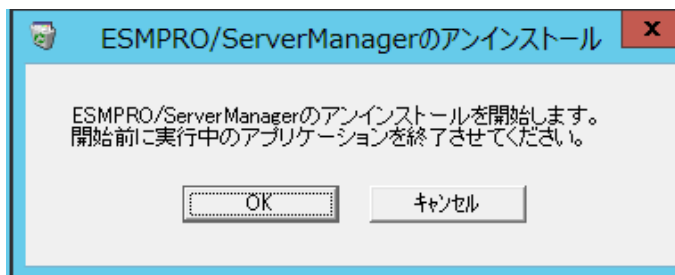 ESMPRO/ServerManagerのアンインストール
x
ESMPRO/ServerManagerのアンインストールを開始します。
開始前に実行中のアプリケーションを終了させてください。
OK
キャンセル